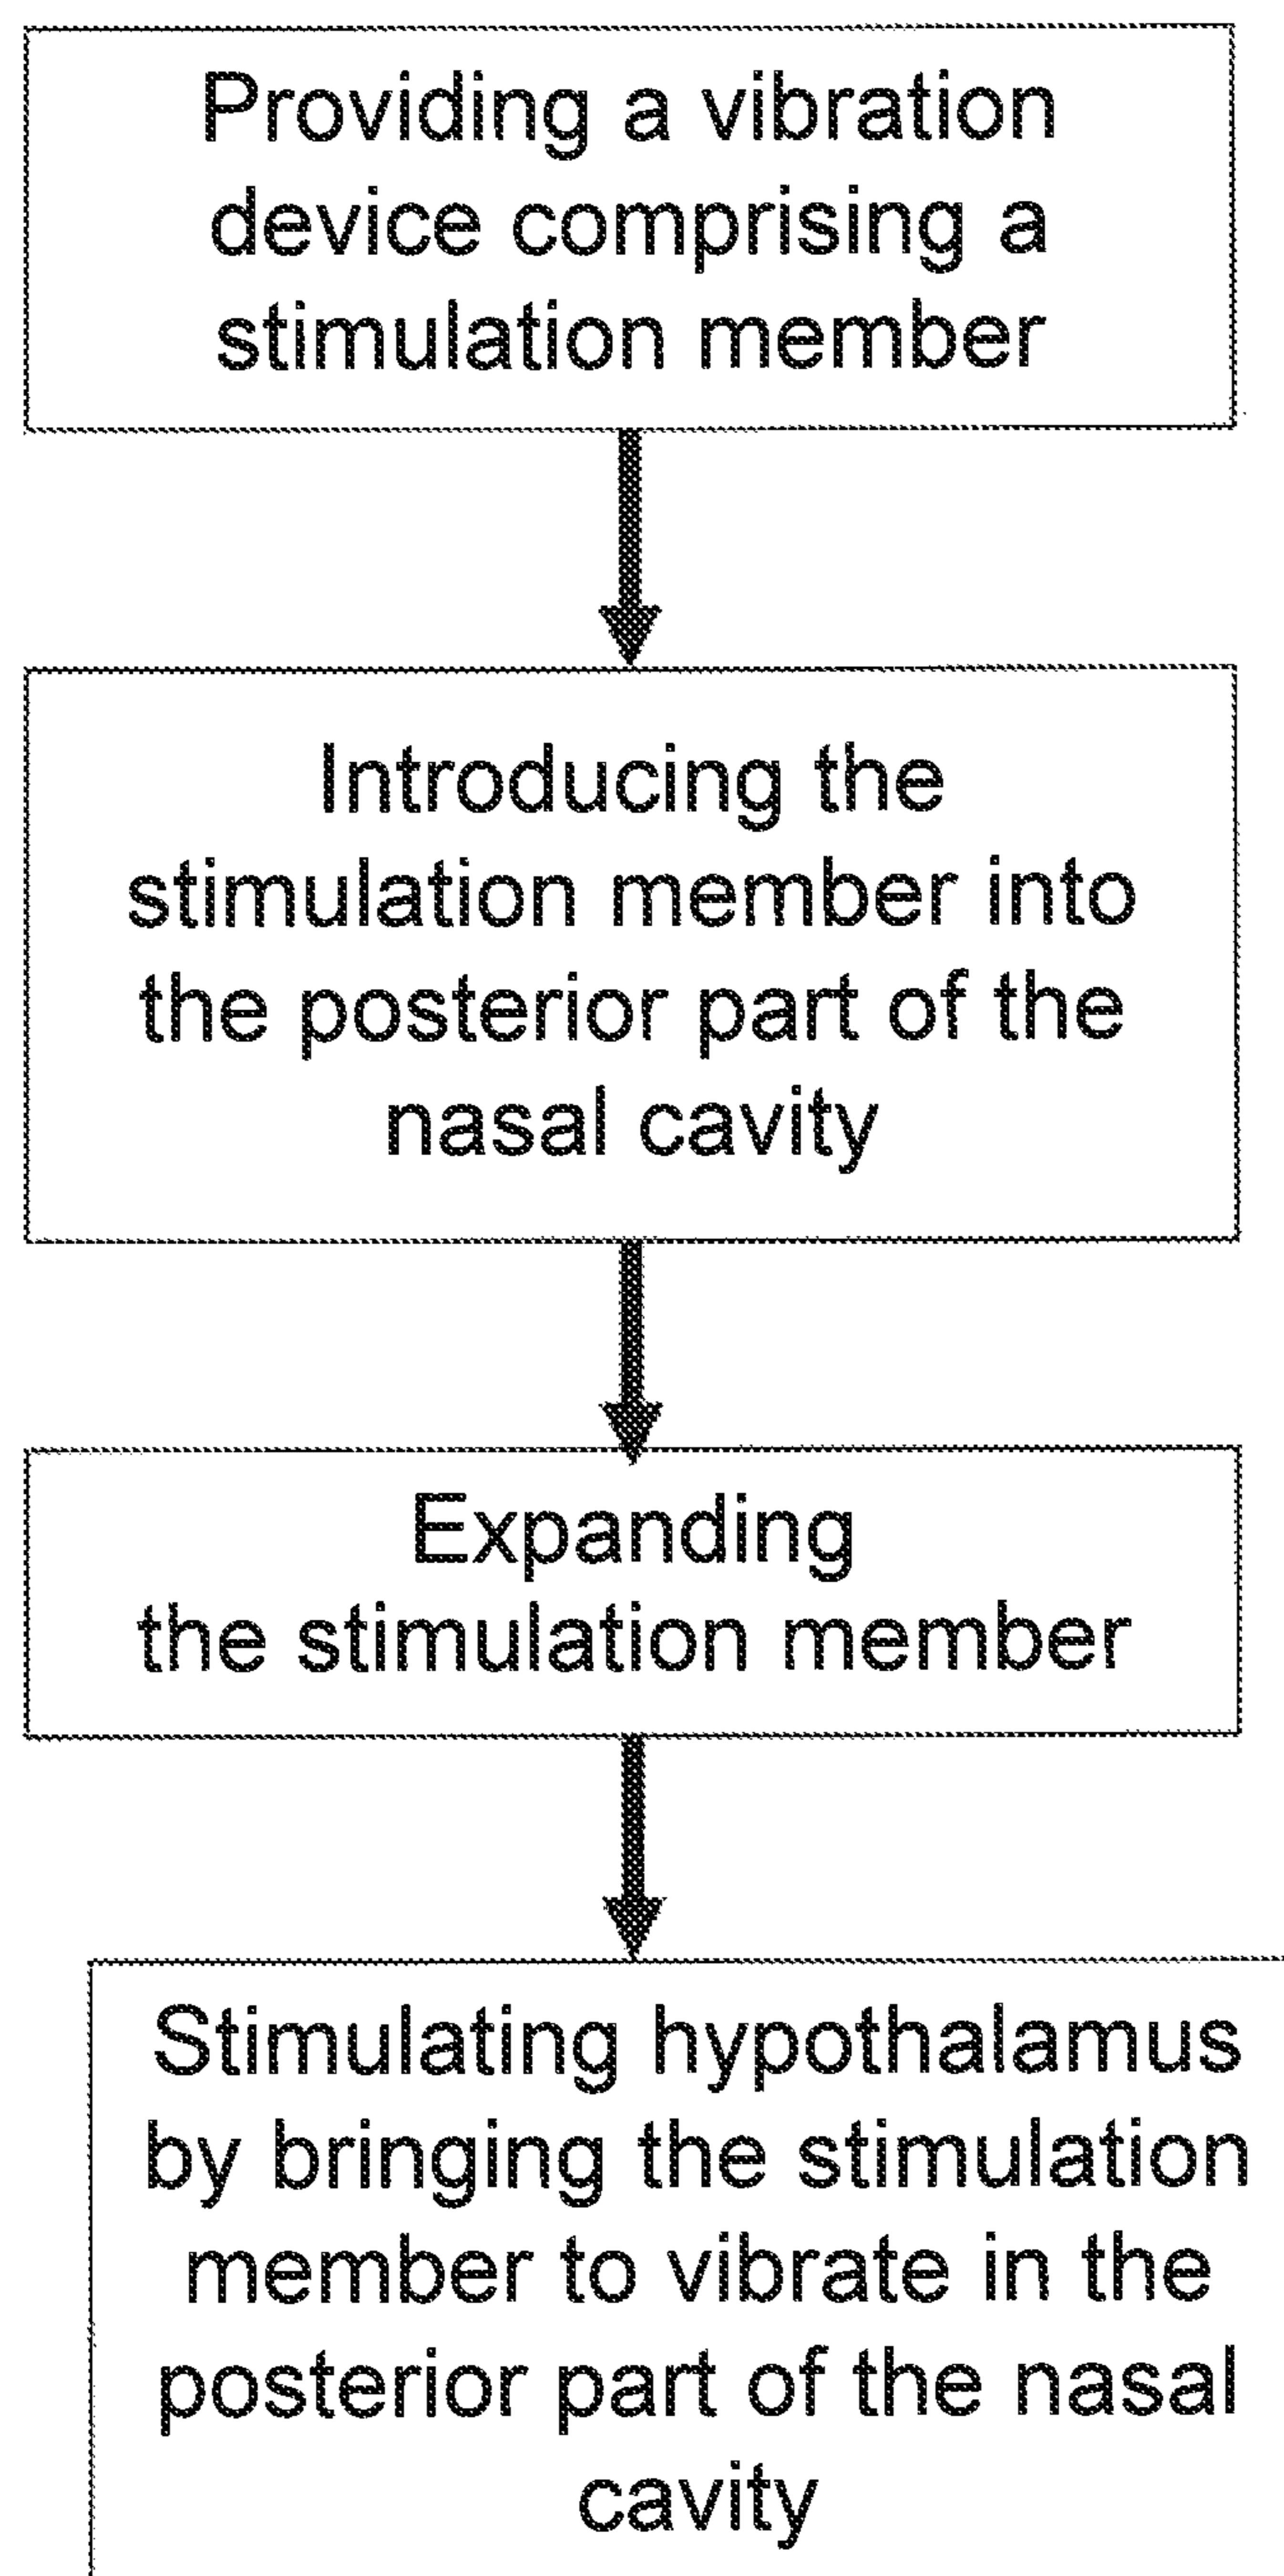 Providing a vibration
device comprising a
stimulation member
Introducing the
stimulation member into
the posterior part of the
nasal cavity
Expanding
the stimulation member
Stimulating hypothalamus
by bringing the stimulation
member to vibrate in the
posterior part of the nasal
cavity